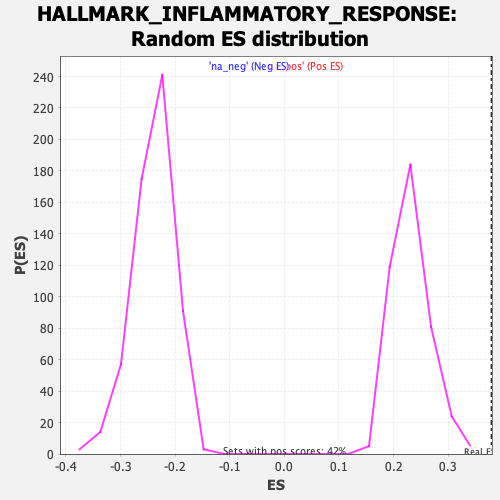 HALLMARK_INFLAMMATORY_RESPONSE:
Random ES distribution
'na_neg' (Neg ES) pos' (Pos ES)
240
220
200
180
160
140
120
100
80
60
40
20
0
P(ES)
Sets with pos scores: 42%
Real E
-0.4 -0.3 -0.2 -0.1 0.0 0.1 0.2 0.3
ES